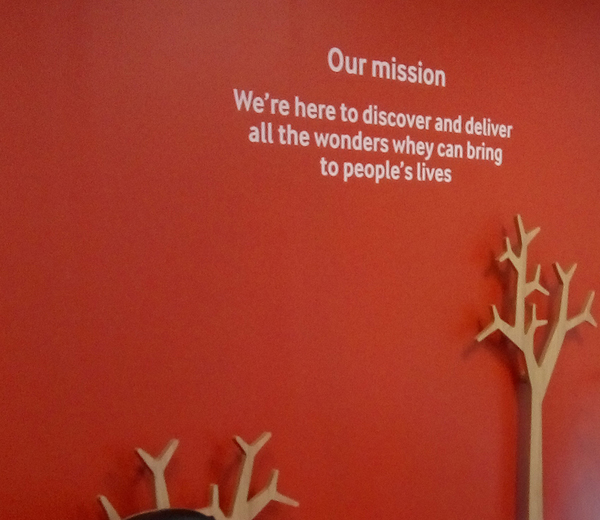 Our mission
We're here to discover and deliver
all the wonders whey can bring
to people's lives